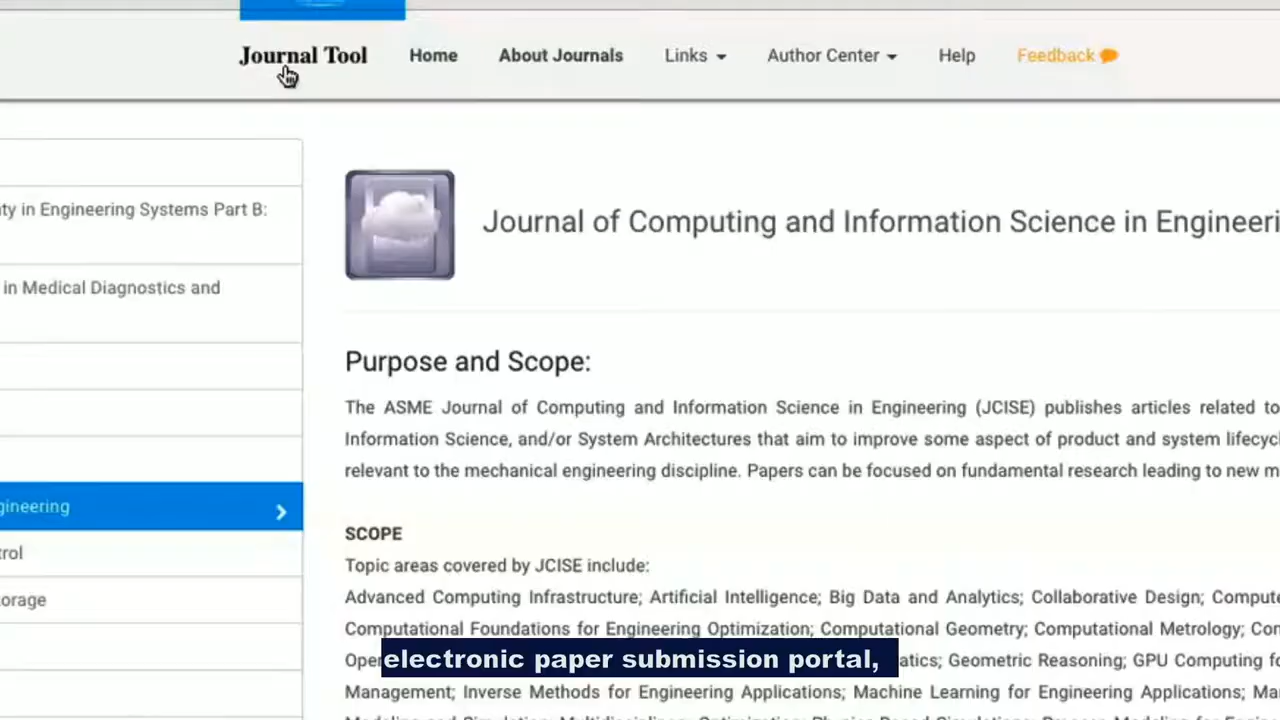 Journal Tool Home About Journals Links Author Center Help Feedback
ty in Engineering Systems Part B:
in Medical Diagnostics and
gineering
trol
orage
Journal of Computing and Information Science in Engineeri
Purpose and Scope:
The ASME Journal of Computing and Information Science in Engineering (JCISE) publishes articles related to
Information Science, and/or System Architectures that aim to improve some aspect of product and system lifecycl
relevant to the mechanical engineering discipline. Papers can be focused on fundamental research leading to new m
SCOPE
Topic areas covered by JCISE include:
Advanced Computing Infrastructure; Artificial Intelligence; Big Data and Analytics; Collaborative Design; Compute
Computational Foundations for Engineering Optimization; Computational Geometry; Computational Metrology; Con
Ope atics; Geometric Reasoning; GPU Computing fo
electronic paper submission portal,
Management; Inverse Methods for Engineering Applications; Machine Learning for Engineering Applications; Ma